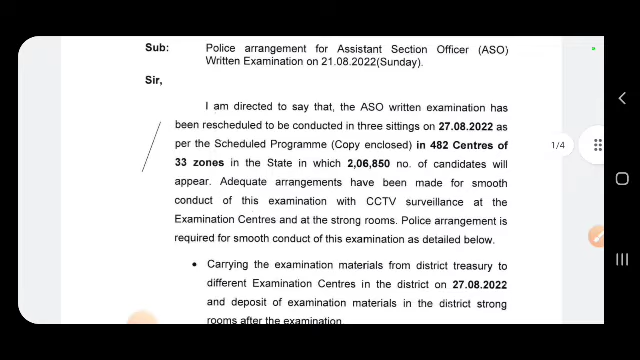 Sub: Police arrangement for Assistant Section Officer (ASO)
Written Examination on 21.08.2022(Sunday).
Sir,
I am directed to say that, the ASO written examination has
been rescheduled to be conducted in three sittings on 27.08.2022 as
per the Scheduled Programme (Copy enclosed) in 482 Centres of
33 zones in the State in which 2,06,850 no. of candidates will
appear. Adequate arrangements have been made for smooth
conduct of this examination with CCTV surveillance at the
Examination Centres and at the strong rooms. Police arrangement is
required for smooth conduct of this examination as detailed below.
• Carrying the examination materials from district treasury to
different Examination Centres in the district on 27.08.2022
and deposit of examination materials in the district strong
rooms after the examination.
1/4